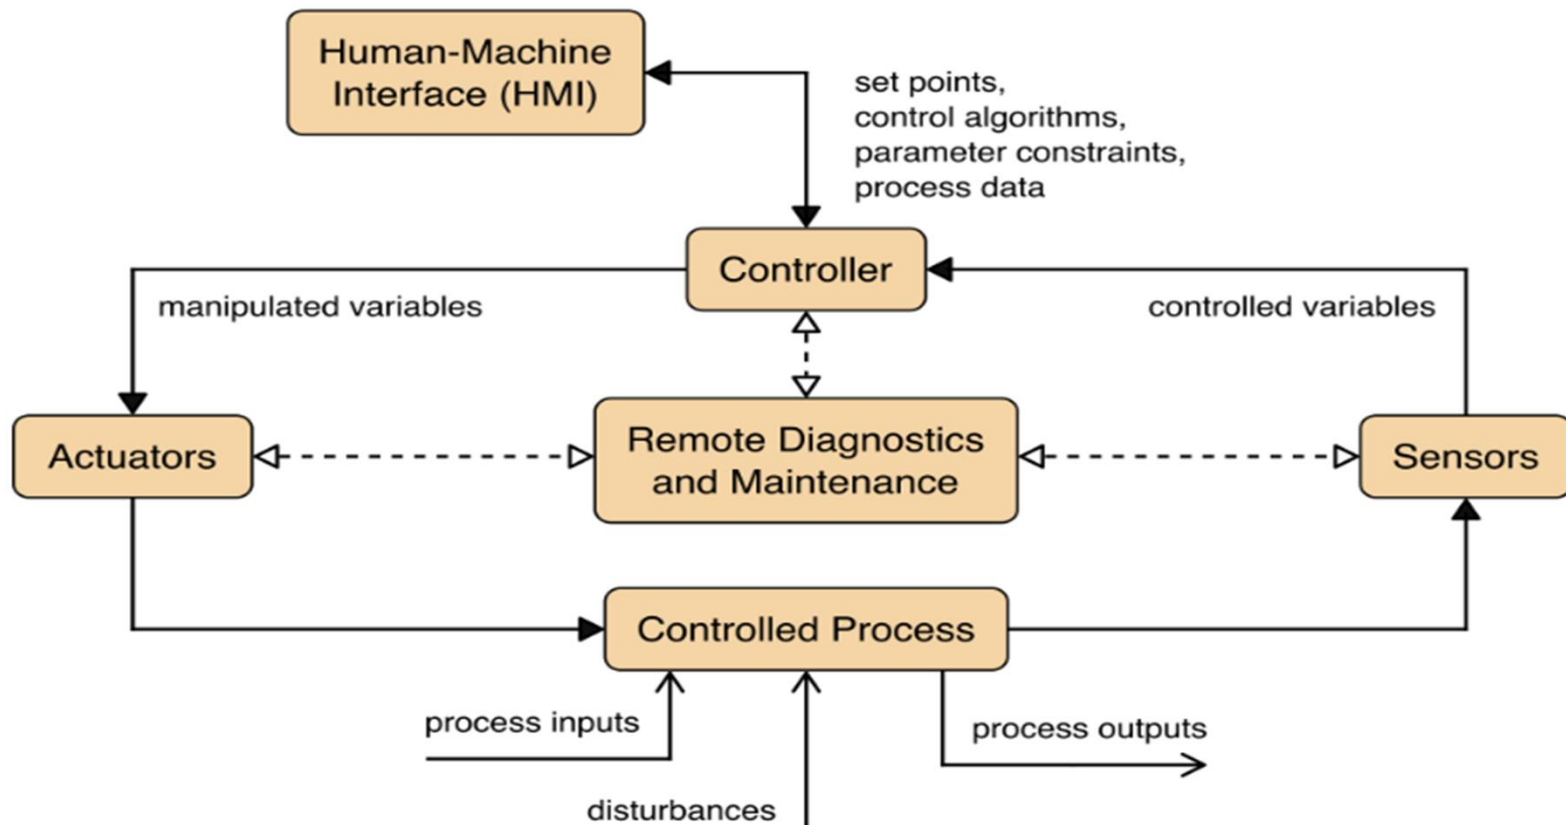 Human-Machine
Interface (HMI)
set points,
control algorithms,
parameter constraints,
process data
Controller
manipulated variables
controlled variables
Actuators
Remote Diagnostics
and Maintenance
Sensors
Controlled Process
process inputs
process outputs
disturbances